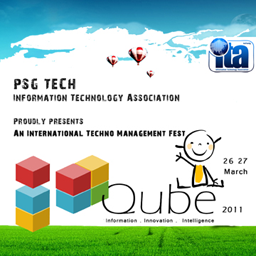 ita
PSG TECH
INFORMATION TECHNOLOGY ASSOCIATION
PROUDLY PRESENTS
AN INTERNATIONAL TECHNO MANAGEMENT FEST
26 27
March
Qube
2011
Information . Innovation . Intelligence